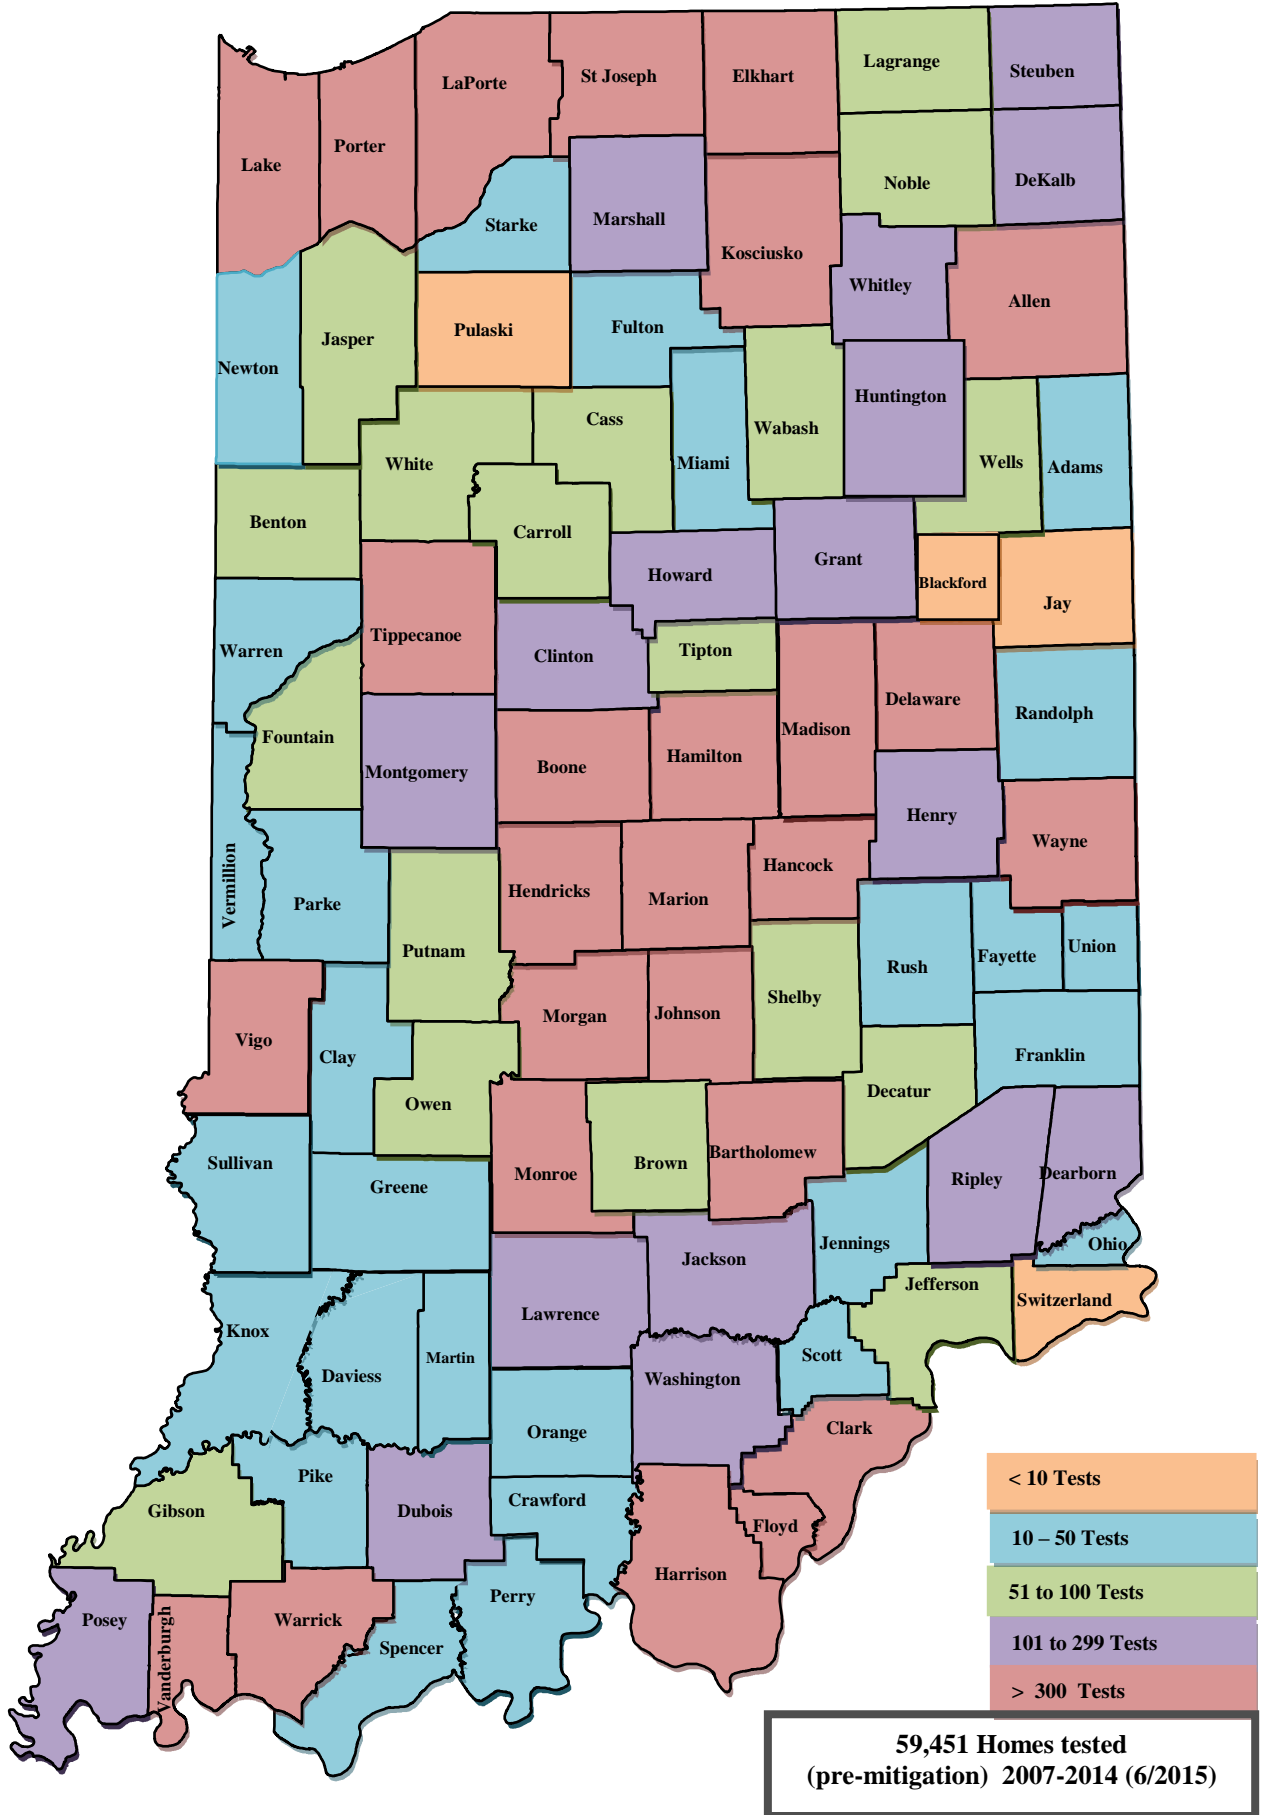 LaPorte
St Joseph
Elkhart
Lagrange
Steuben
Lake
Porter
Noble
DeKalb
Starke
Marshall
Kosciusko
Whitley
Allen
Newton
Jasper
Pulaski
Fulton
Huntington
White
Cass
Miami
Wabash
Wells
Adams
Benton
Carroll
Howard
Grant
Blackford
Jay
Warren
Tippecanoe
Clinton
Tipton
Fountain
Delaware
Randolph
Montgomery
Boone
Hamilton
Madison
Henry
Wayne
Vermillion
Parke
Hendricks
Marion
Hancock
Putnam
Rush
Fayette
Union
Vigo
Clay
Morgan
Johnson
Shelby
Franklin
Owen
Decatur
Sullivan
Greene
Monroe
Brown
Bartholomew
Ripley
Dearborn
Jackson
Jennings
Ohio
Knox
Lawrence
Jefferson
Switzerland
Daviess
Martin
Washington
Scott
Orange
Clark
Pike
Gibson
Dubois
Crawford
Floyd
Harrison
Posey
Vanderburgh
Warrick
Spencer
Perry
< 10 Tests
10 – 50 Tests
51 to 100 Tests
101 to 299 Tests
> 300 Tests
59,451 Homes tested
(pre-mitigation) 2007-2014 (6/2015)